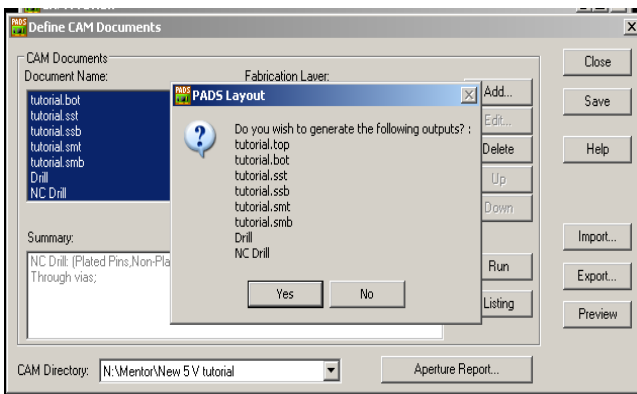 Define CAM Documents
CAM Documents
Document Name:
Fabrication Layer:
tutorial.bot
tutorial.sst
tutorial.ssb
tutorial.smt
tutorial.smb
Drill
NC Drill
PADS Layout
Do you wish to generate the following outputs? :
tutorial.top
tutorial.bot
tutorial.sst
tutorial.ssb
tutorial.smt
tutorial.smb
Drill
NC Drill
Yes
No
Add...
Edit...
Delete
Up
Down
Run
Listing
Close
Save
Help
Import...
Export...
Preview
Summary:
NC Drill: (Plated Pins,Non-Pla
Through vias;
CAM Directory:
N:\Mentor\New 5 V tutorial
Aperture Report...